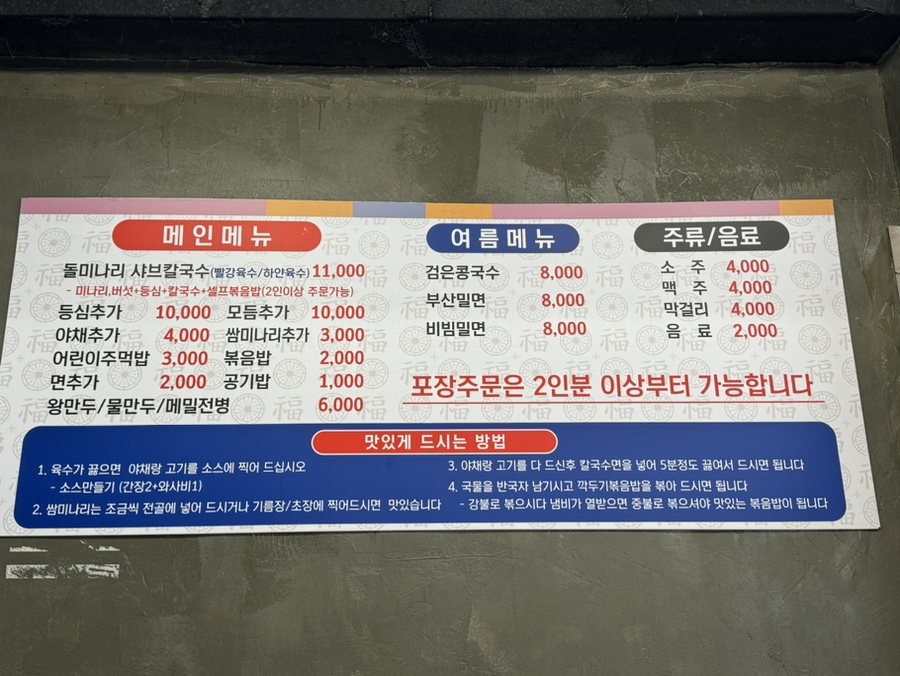 메인메뉴
돌미나리 샤브칼국수(빨강육수/하얀육수) 11,000
- 미나리,버섯+등심+칼국수+셀프볶음밥(2인이상 주문가능)
등심추가 10,000 모듬추가 10,000
야채추가 4,000 쌈미나리추가 3,000
어린이주먹밥 3,000 볶음밥 2,000
면추가 2,000 공기밥 1,000
왕만두/물만두/메밀전병 6,000
여름메뉴
검은콩국수 8,000
부산밀면 8,000
비빔밀면 8,000
주류/음료
소 주 4,000
맥 주 4,000
막걸리 4,000
음 료 2,000
포장주문은 2인분 이상부터 가능합니다
맛있게 드시는 방법
1. 육수가 끓으면 야채랑 고기를 소스에 찍어 드십시오
- 소스만들기 (간장2+와사비1)
2. 쌈미나리는 조금씩 전골에 넣어 드시거나 기름장/초장에 찍어드시면 맛있습니다
3. 야채랑 고기를 다 드신후 칼국수면을 넣어 5분정도 끓여서 드시면 됩니다
4. 국물을 반국자 남기시고 깍두기볶음밥을 볶아 드시면 됩니다
- 강불로 볶으시다 냄비가 열받으면 중불로 볶으셔야 맛있는 볶음밥이 됩니다